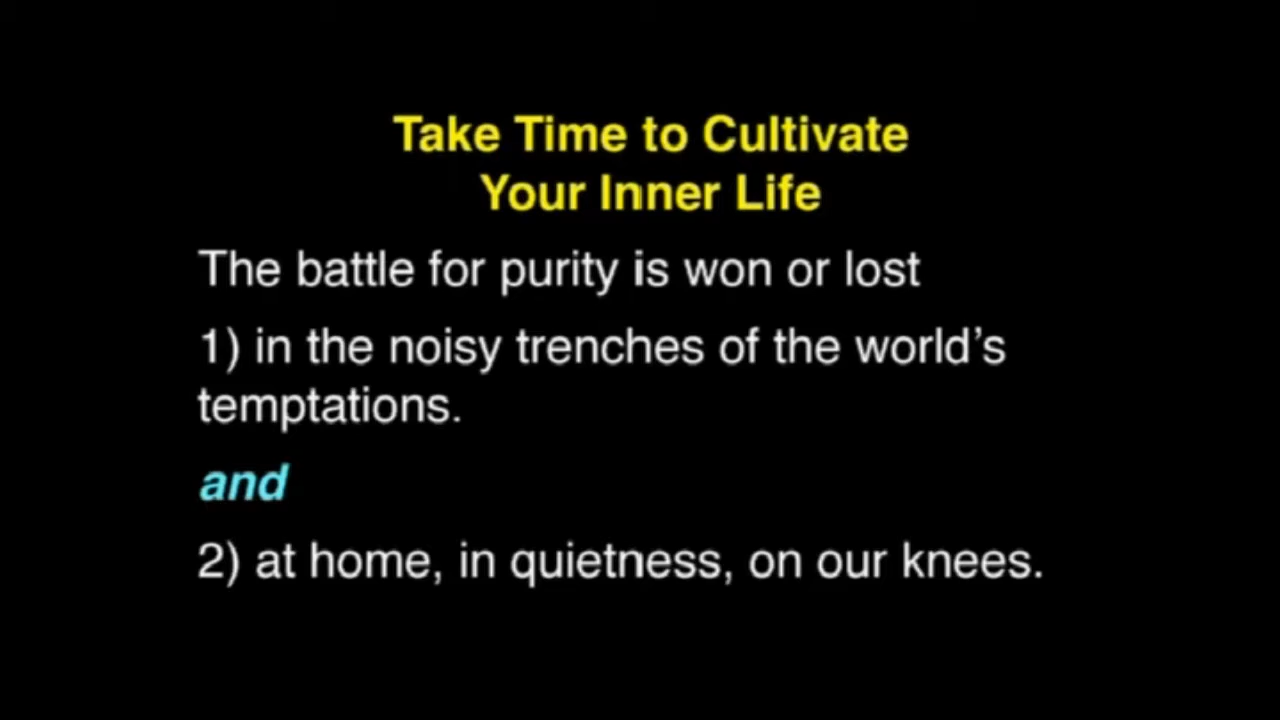 Take Time to Cultivate
Your Inner Life
The battle for purity is won or lost
1) in the noisy trenches of the world’s
temptations.
and
2) at home, in quietness, on our knees.